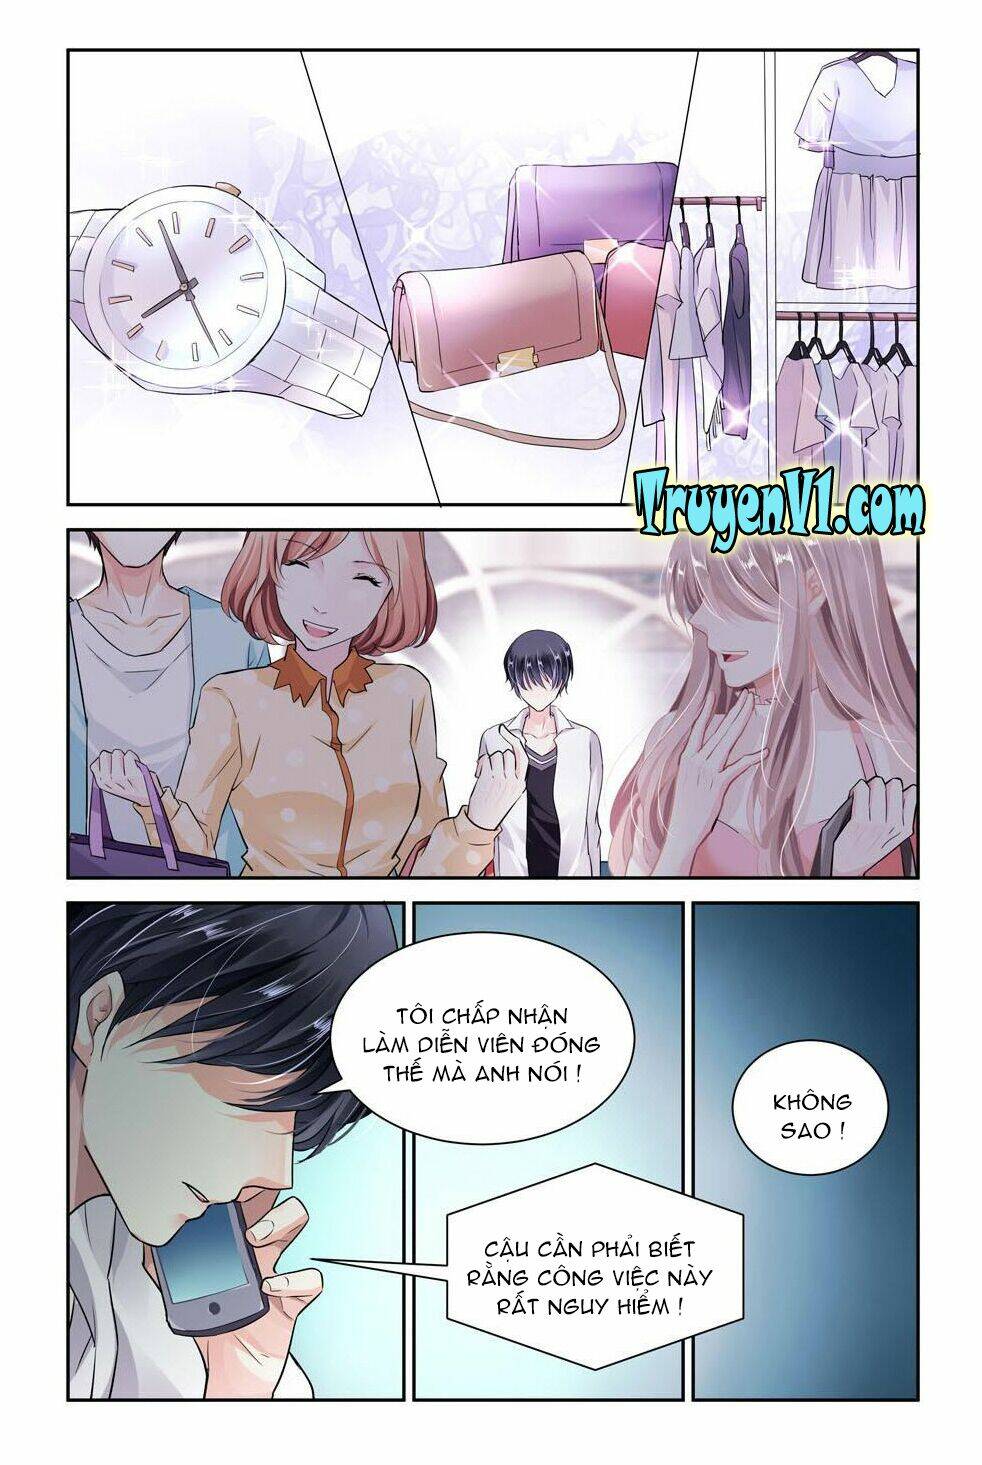 TruyenV1.com
TÔI CHẤP NHẬN
LÀM DIỄN VIÊN ĐÓNG
THẾ MÀ ANH NÓI !
CẬU CẦN PHẢI BIẾT
RẰNG CÔNG VIỆC NÀY
RẤT NGUY HIỂM !
KHÔNG
SAO !